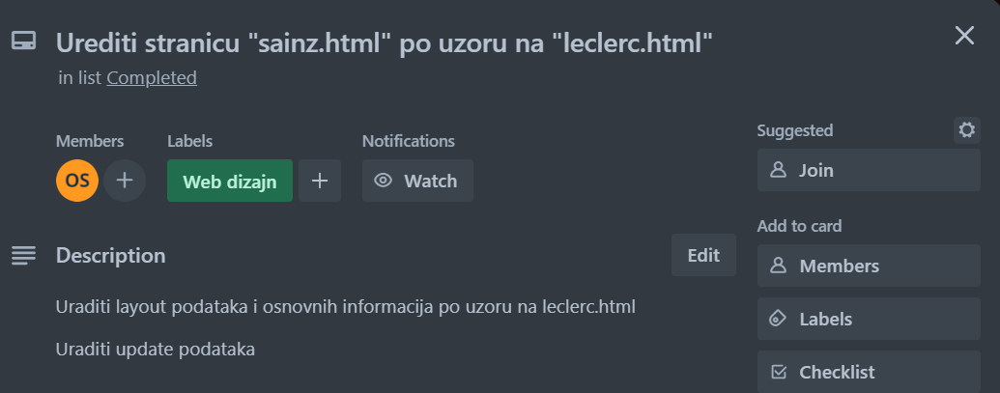 Urediti stranicu "sainz.html" po uzoru na "leclerc.html"
in list Completed
Members
Labels
Notifications
OS
+
Web dizajn
+
Watch
Description
Edit
Uraditi layout podataka i osnovnih informacija po uzoru na leclerc.html
Uraditi update podataka
Suggested
Join
Add to card
Members
Labels
Checklist